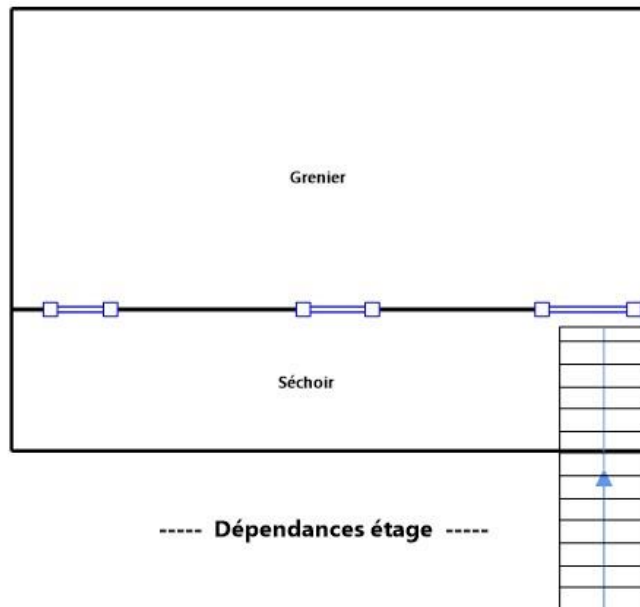 Grenier
Séchoir
----- Dépendances étage -----